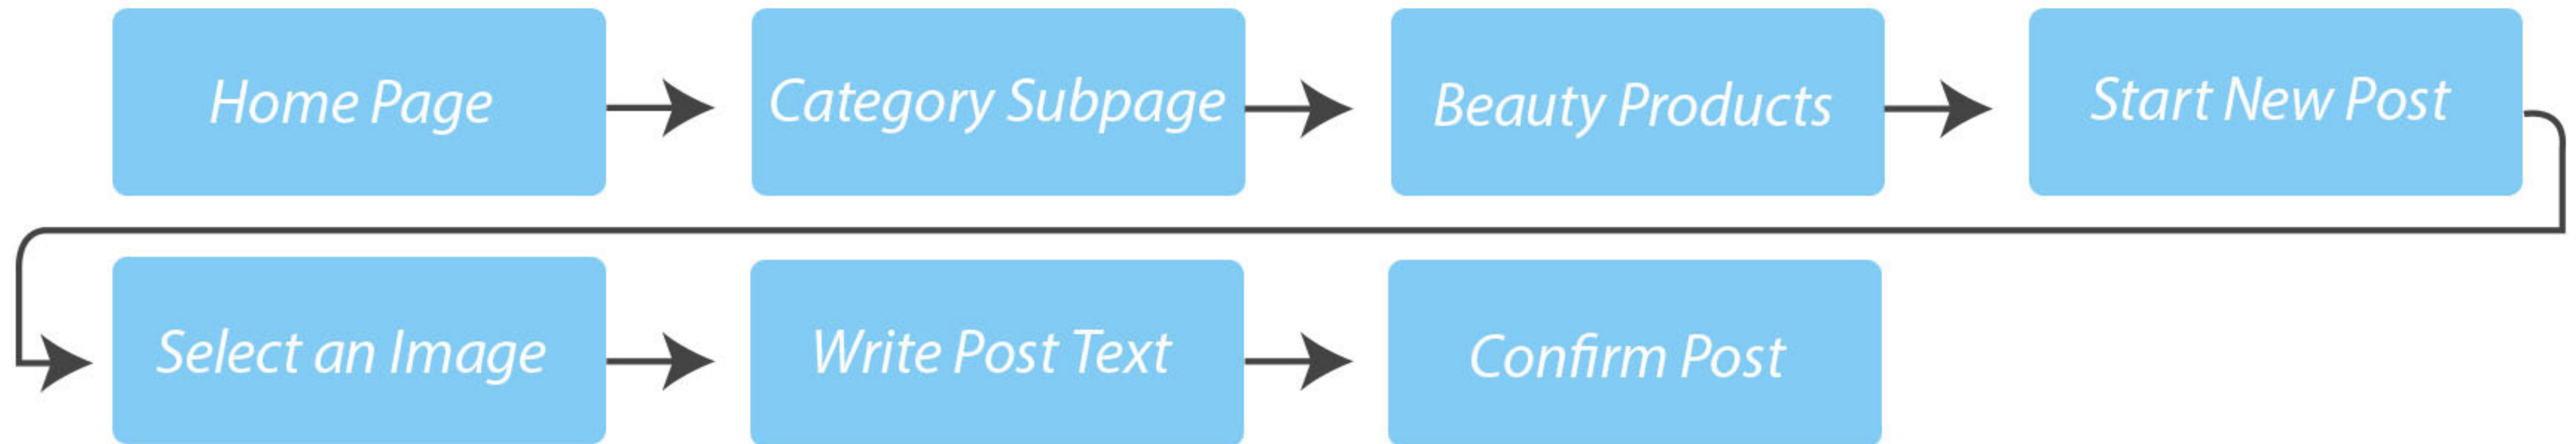 Home Page
Category Subpage
Beauty Products
Start New Post
Select an Image
Write Post Text
Confirm Post